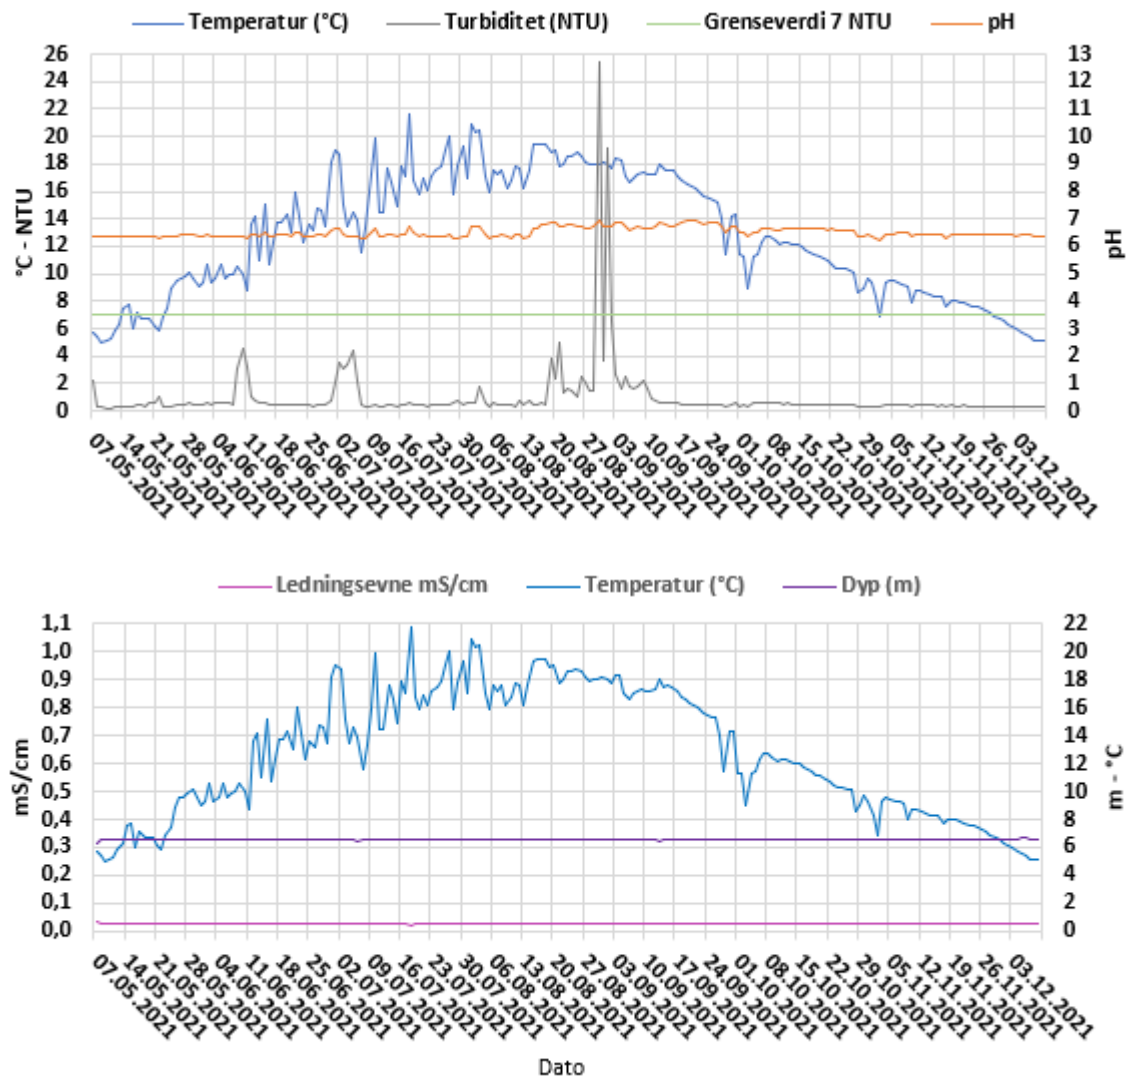 Temperatur (°C) Turbiditet (NTU) Grenseverdi 7 NTU pH
26 13
24 12
22 11
20 10
18 9
16 8
14 7
12 6
10 5
8 4
6 3
4 2
2 1
0 0
°C - NTU
pH
07.05.2021 14.05.2021 21.05.2021 28.05.2021 04.06.2021 11.06.2021 18.06.2021 25.06.2021 02.07.2021 09.07.2021 16.07.2021 23.07.2021 30.07.2021 06.08.2021 13.08.2021 20.08.2021 27.08.2021 03.09.2021 10.09.2021 17.09.2021 24.09.2021 01.10.2021 08.10.2021 15.10.2021 22.10.2021 29.10.2021 05.11.2021 12.11.2021 19.11.2021 26.11.2021 03.12.2021
Ledningsevne mS/cm Temperatur (°C) Dyp (m)
1,1 22
1,0 20
0,9 18
0,8 16
0,7 14
0,6 12
0,5 10
0,4 8
0,3 6
0,2 4
0,1 2
0,0 0
mS/cm
m - °C
07.05.2021 14.05.2021 21.05.2021 28.05.2021 04.06.2021 11.06.2021 18.06.2021 25.06.2021 02.07.2021 09.07.2021 16.07.2021 23.07.2021 30.07.2021 06.08.2021 13.08.2021 20.08.2021 27.08.2021 03.09.2021 10.09.2021 17.09.2021 24.09.2021 01.10.2021 08.10.2021 15.10.2021 22.10.2021 29.10.2021 05.11.2021 12.11.2021 19.11.2021 26.11.2021 03.12.2021
Dato